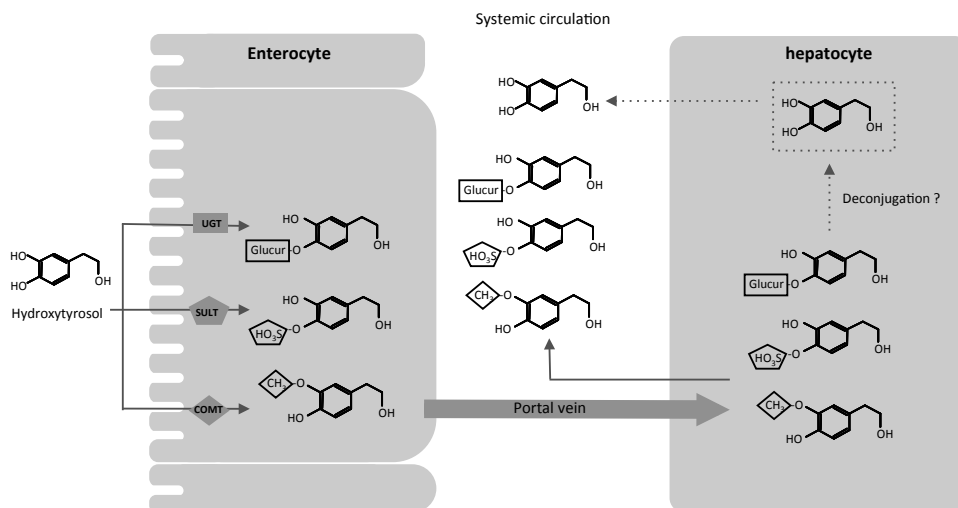 Systemic circulation
Enterocyte
hepatocyte
HO
HO
OH
HO
HO
OH
HO
O
Glucur
OH
Deconjugation ?
UGT
HO
O
Glucur
OH
HO
HO
OH
Hydroxytyrosol
HO
O
HO₃S
OH
HO
O
Glucur
OH
SULT
HO
O
HO₃S
OH
CH₃
O
HO
OH
HO
O
HO₃S
OH
COMT
CH₃
O
HO
OH
Portal vein
CH₃
O
HO
OH